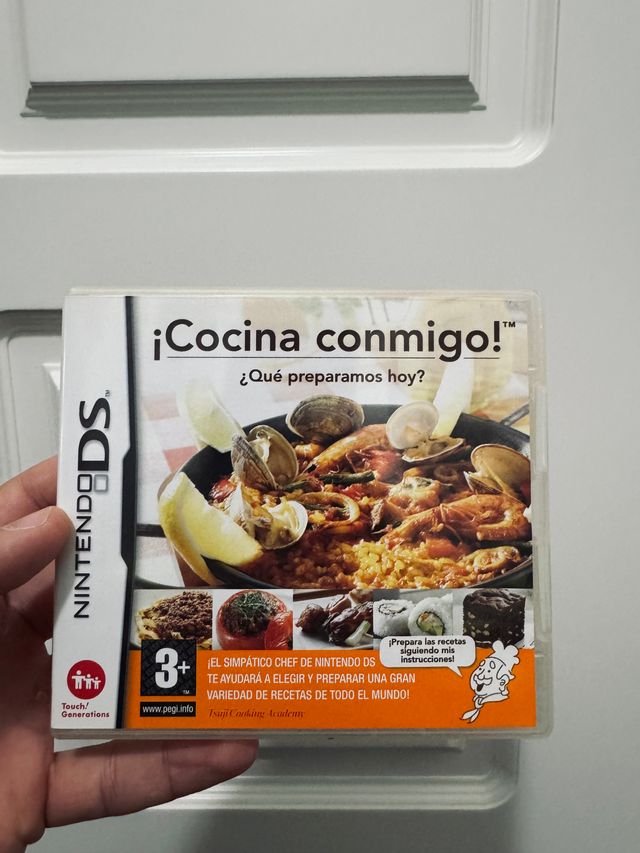 ¡Cocina conmigo!™
¿Qué preparamos hoy?
NINTENDO DS™
¡Prepara las recetas
siguiendo mis
instrucciones!
3+™
www.pegi.info
¡EL SIMPÁTICO CHEF DE NINTENDO DS
TE AYUDARÁ A ELEGIR Y PREPARAR UNA GRAN
VARIEDAD DE RECETAS DE TODO EL MUNDO!
Tsuji Cooking Academy
Touch!
Generations